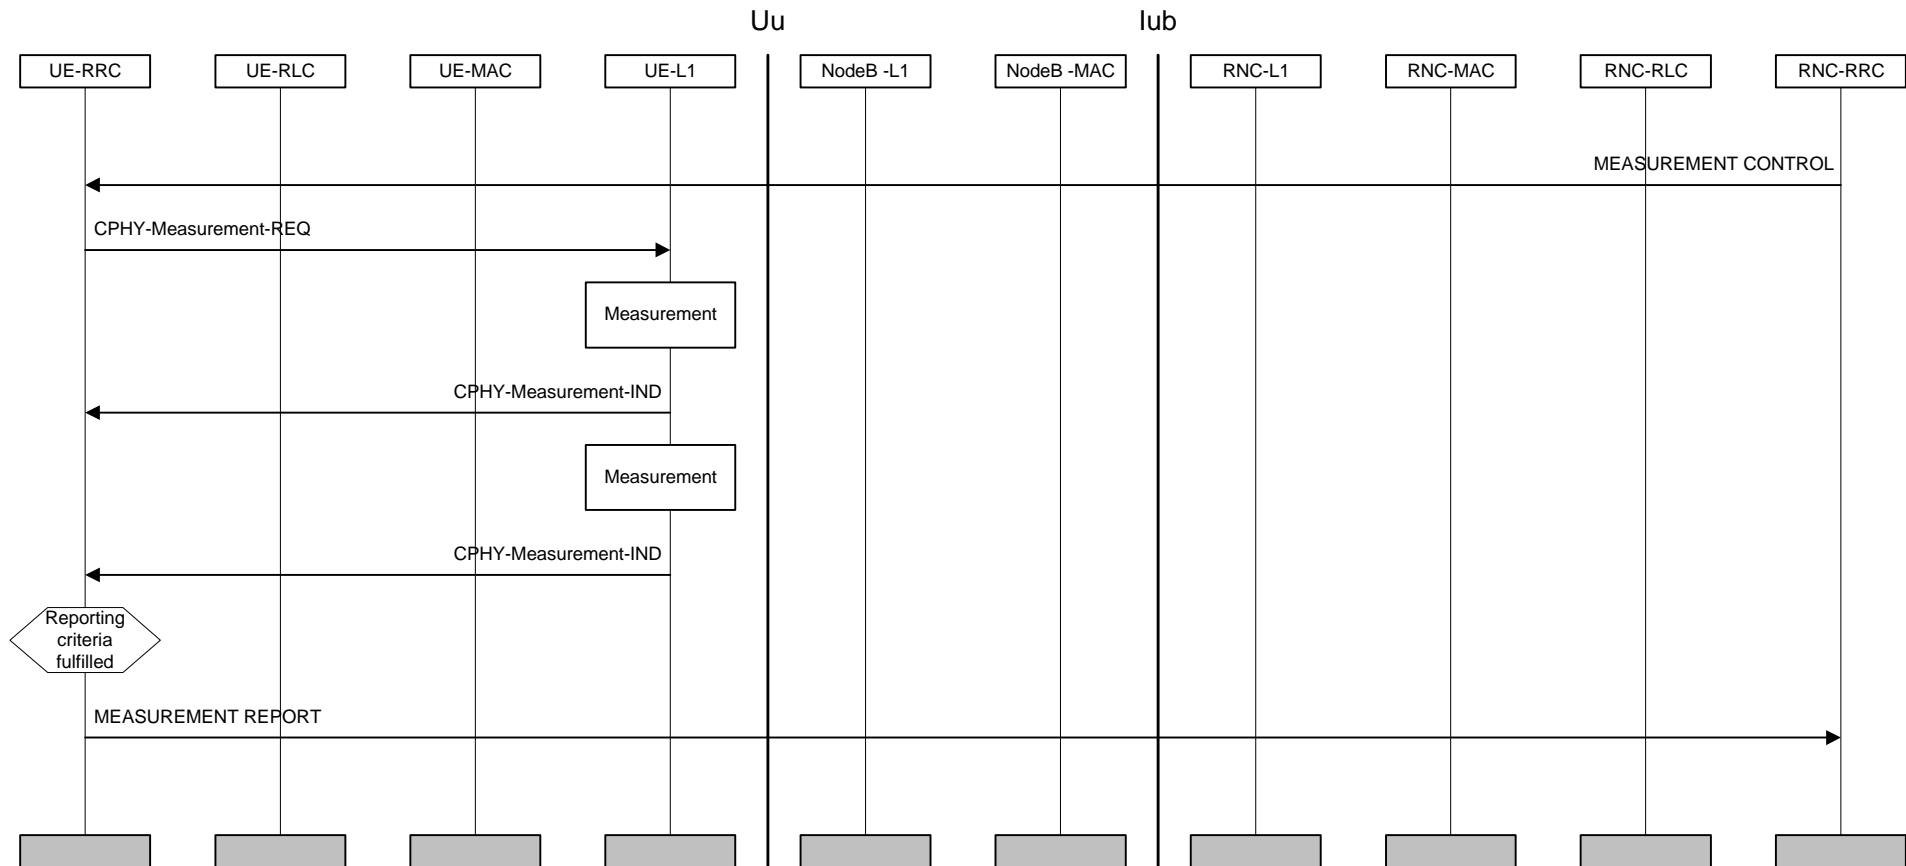 Uu
Iub
UE-RRC
UE-RLC
UE-MAC
UE-L1
NodeB -L1
NodeB -MAC
RNC-L1
RNC-MAC
RNC-RLC
RNC-RRC
MEASUREMENT CONTROL
CPHY-Measurement-REQ
Measurement
CPHY-Measurement-IND
Measurement
CPHY-Measurement-IND
Reporting
criteria
fulfilled
MEASUREMENT REPORT